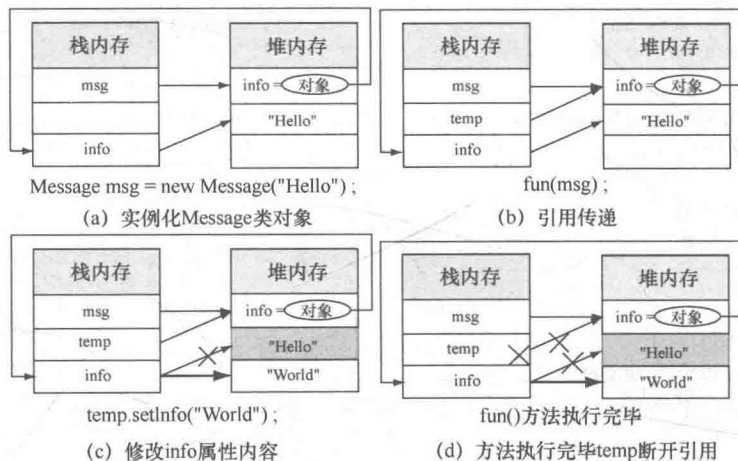 栈内存
堆内存
msg
info = 对象
"Hello"
info
Message msg = new Message("Hello") ;
(a) 实例化Message类对象
栈内存
堆内存
msg
info = 对象
temp
"Hello"
info
fun(msg) ;
(b) 引用传递
栈内存
堆内存
msg
info = 对象
temp
"Hello"
info
"World"
temp.setInfo("World") ;
(c) 修改info属性内容
栈内存
堆内存
msg
info = 对象
temp
"Hello"
info
"World"
fun()方法执行完毕
(d) 方法执行完毕temp断开引用